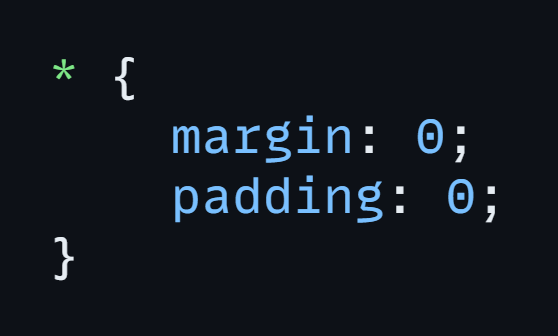 * {
    margin: 0;
    padding: 0;
}